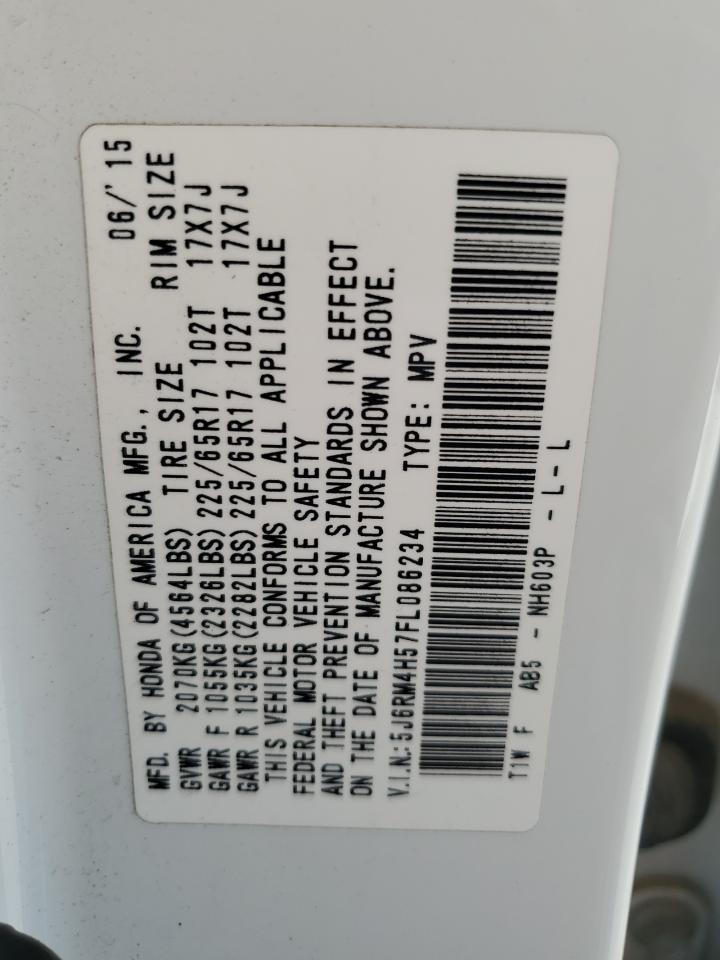 MFD. BY HONDA OF AMERICA MFG., INC. 06/'15
GVWR 2070KG(4564LBS) TIRE SIZE RIM SIZE
GAWR F 1055KG(2326LBS) 225/65R17 102T 17X7J
GAWR R 1035KG(2282LBS) 225/65R17 102T 17X7J
THIS VEHICLE CONFORMS TO ALL APPLICABLE
FEDERAL MOTOR VEHICLE SAFETY
AND THEFT PREVENTION STANDARDS IN EFFECT
ON THE DATE OF MANUFACTURE SHOWN ABOVE.
V.I.N.: 5J6RM4H57FL086234 TYPE: MPV
T1W F AB5 - NH603P - L - L